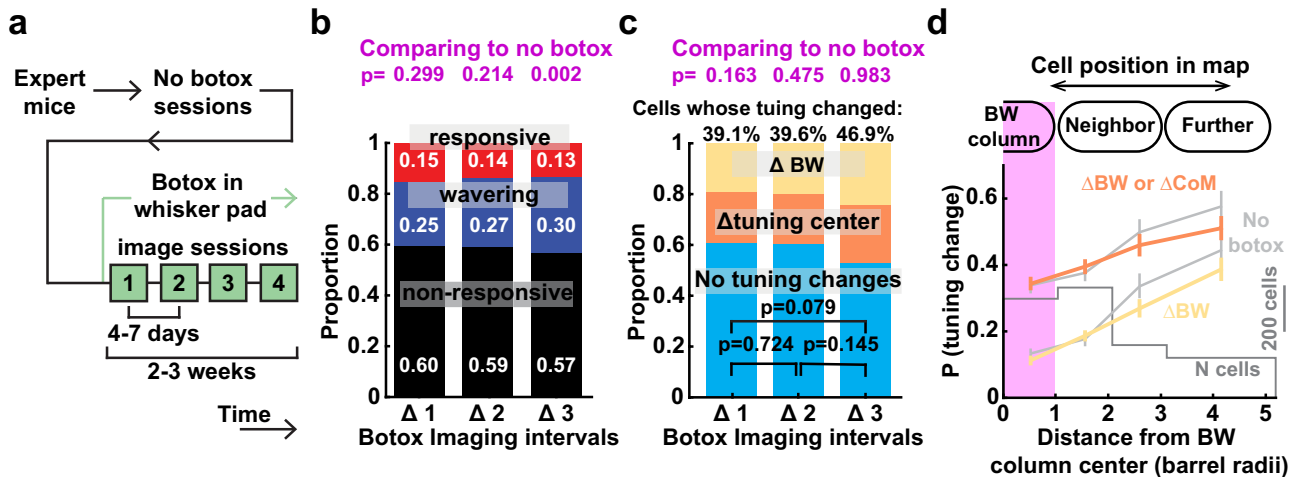 a
Expert mice
No botox sessions
Botox in whisker pad
image sessions
1 2 3 4
4-7 days
2-3 weeks
Time
b
Comparing to no botox
p= 0.299 0.214 0.002
Proportion
1
0.8
0.6
0.4
0.2
0
responsive
0.15 0.14 0.13
wavering
0.25 0.27 0.30
non-responsive
0.60 0.59 0.57
Δ 1 Δ 2 Δ 3
Botox Imaging intervals
c
Comparing to no botox
p= 0.163 0.475 0.983
Cells whose tuing changed:
39.1% 39.6% 46.9%
Proportion
1
0.8
0.6
0.4
0.2
0
Δ BW
Δtuning center
No tuning changes
p=0.079
p=0.724 p=0.145
Δ 1 Δ 2 Δ 3
Botox Imaging intervals
d
Cell position in map
BW column
Neighbor
Further
P (tuning change)
0.6
0.4
0.2
0
ΔBW or ΔCoM
No botox
ΔBW
200 cells
N cells
0 1 2 3 4 5
Distance from BW
column center (barrel radii)